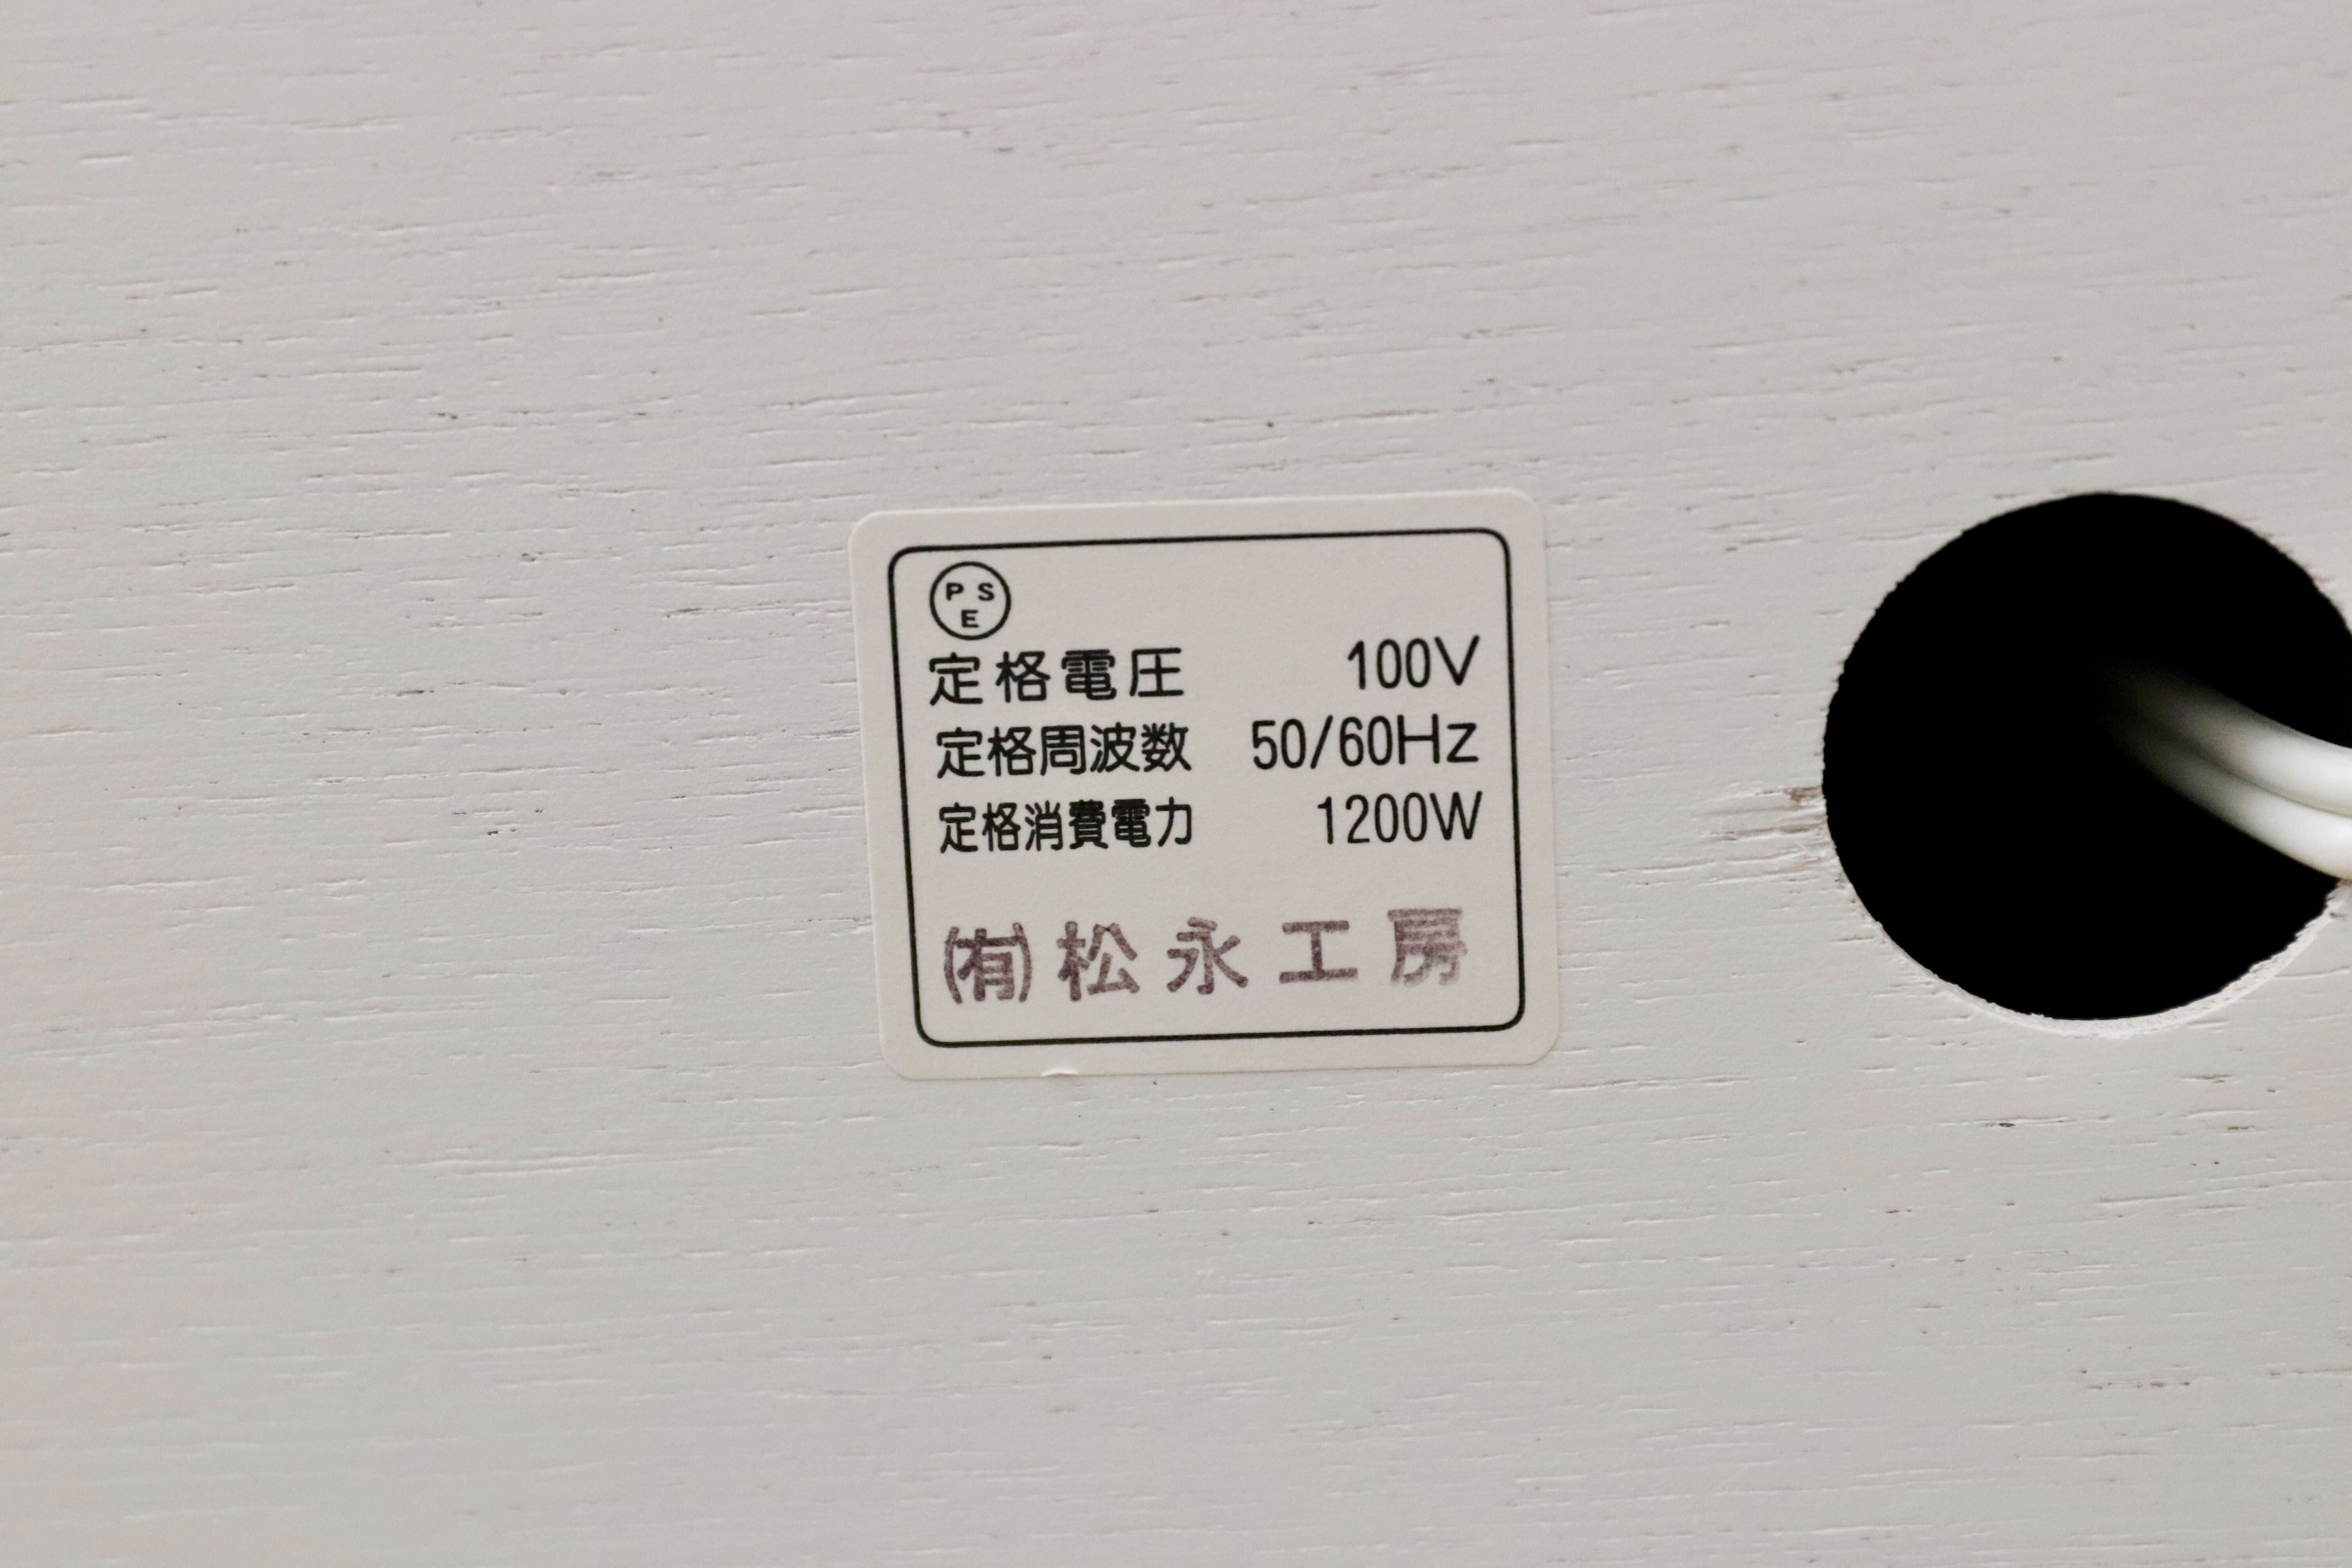 PSE
定格電圧 100V
定格周波数 50/60Hz
定格消費電力 1200W
㈲松永工房